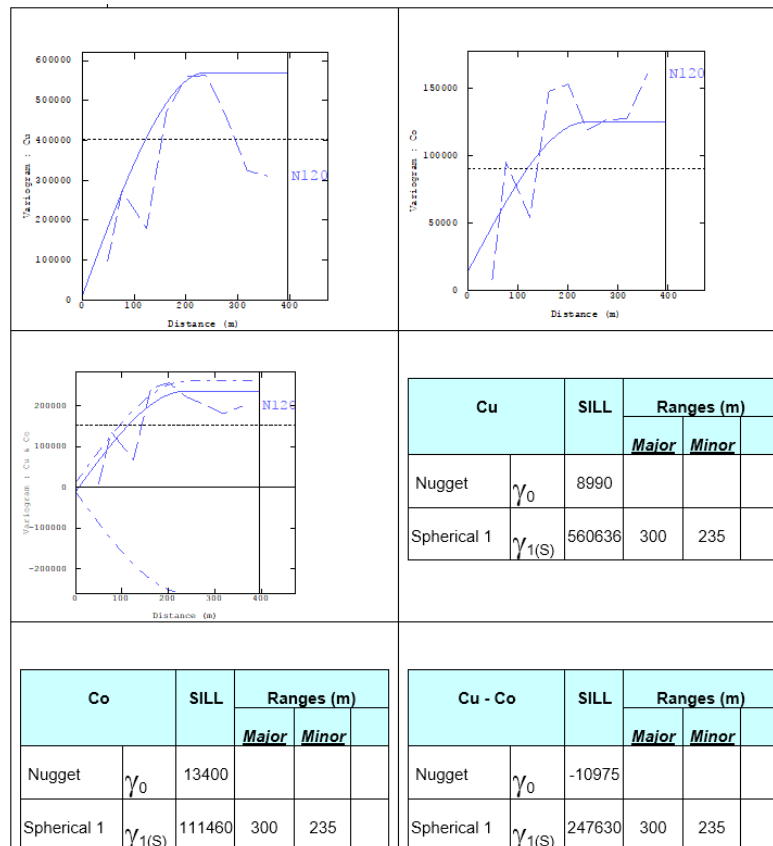 600000
500000
400000
300000
200000
100000
0
Variogram : Cu
N120
0 100 200 300 400
Distance (m)
150000
100000
50000
0
Variogram : Co
N120
0 100 200 300 400
Distance (m)
200000
100000
0
-100000
-200000
Variogram : Cu & Co
N120
0 100 200 300 400
Distance (m)
Cu SILL Ranges (m)
Major Minor
Nugget γ0 8990
Spherical 1 γ1(S) 560636 300 235
Co SILL Ranges (m)
Major Minor
Nugget γ0 13400
Spherical 1 γ1(S) 111460 300 235
Cu - Co SILL Ranges (m)
Major Minor
Nugget γ0 -10975
Spherical 1 γ1(S) 247630 300 235